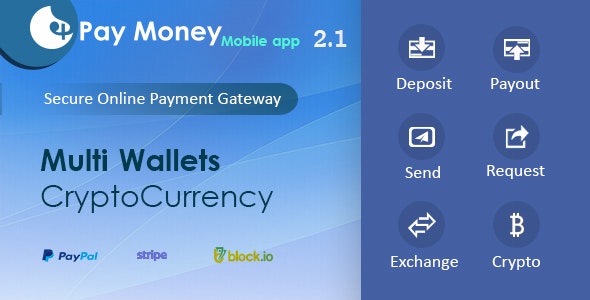 Pay Money Mobile app 2.1
Secure Online Payment Gateway
Multi Wallets
CryptoCurrency
PayPal stripe block.io
Deposit Payout
Send Request
Exchange Crypto